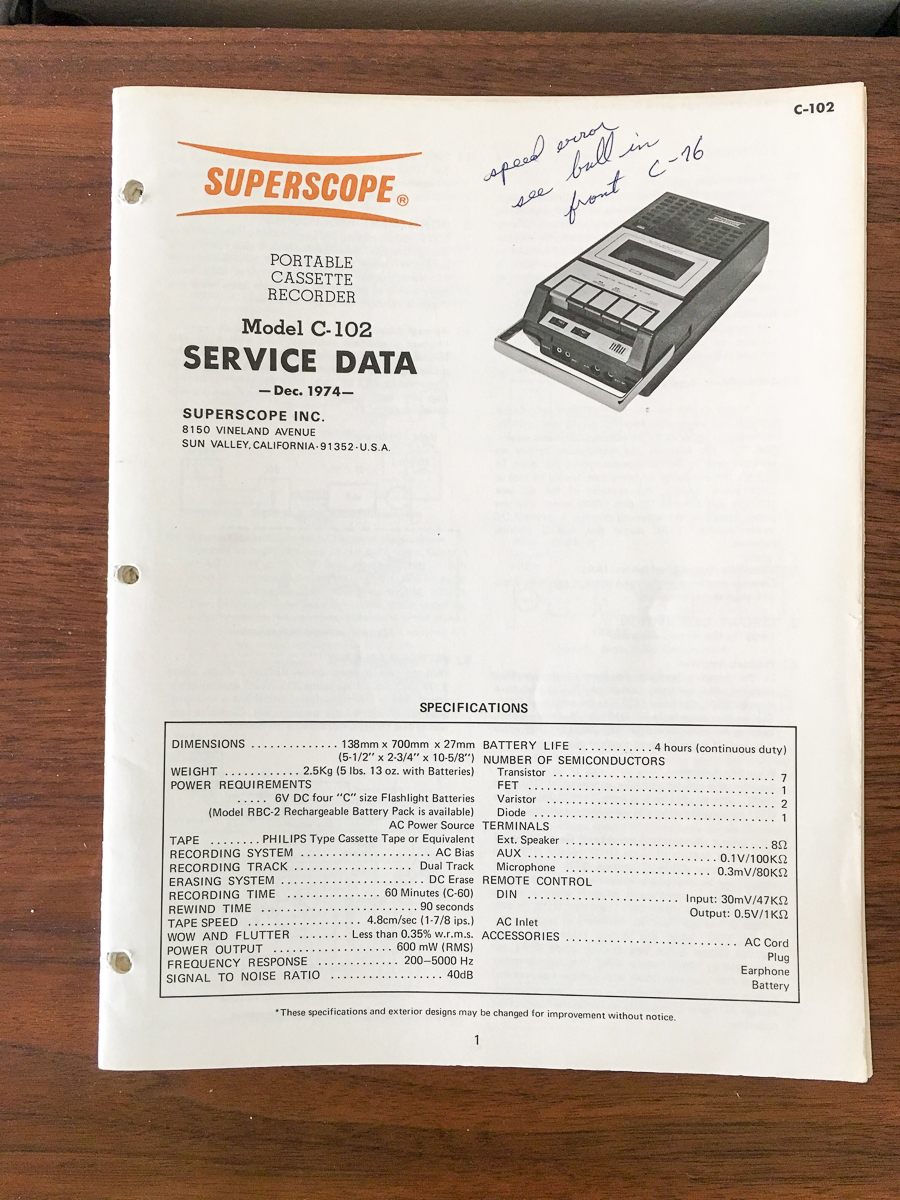 C-102
speed error
see bull in
front C-76
SUPERSCOPE®
PORTABLE
CASSETTE
RECORDER
Model C-102
SERVICE DATA
—Dec. 1974—
SUPERSCOPE INC.
8150 VINELAND AVENUE
SUN VALLEY, CALIFORNIA·91352·U.S.A.
SPECIFICATIONS
DIMENSIONS .............. 138mm x 700mm x 27mm
(5-1/2" x 2-3/4" x 10-5/8")
WEIGHT ............ 2.5Kg (5 lbs. 13 oz. with Batteries)
POWER REQUIREMENTS
..... 6V DC four "C" size Flashlight Batteries
(Model RBC-2 Rechargeable Battery Pack is available)
AC Power Source
TAPE ........ PHILIPS Type Cassette Tape or Equivalent
RECORDING SYSTEM ..................... AC Bias
RECORDING TRACK ................... Dual Track
ERASING SYSTEM ....................... DC Erase
RECORDING TIME ................. 60 Minutes (C-60)
REWIND TIME ......................... 90 seconds
TAPE SPEED ................. 4.8cm/sec (1-7/8 ips.)
WOW AND FLUTTER ........ Less than 0.35% w.r.m.s.
POWER OUTPUT ................... 600 mW (RMS)
FREQUENCY RESPONSE ............. 200—5000 Hz
SIGNAL TO NOISE RATIO .................. 40dB
BATTERY LIFE ............ 4 hours (continuous duty)
NUMBER OF SEMICONDUCTORS
Transistor ..................................... 7
FET .......................................... 1
Varistor ....................................... 2
Diode ......................................... 1
TERMINALS
Ext. Speaker .................................. 8Ω
AUX ............................... 0.1V/100KΩ
Microphone ........................ 0.3mV/80KΩ
REMOTE CONTROL
DIN ......................... Input: 30mV/47KΩ
Output: 0.5V/1KΩ
AC Inlet
ACCESSORIES ............................ AC Cord
Plug
Earphone
Battery
*These specifications and exterior designs may be changed for improvement without notice.
1